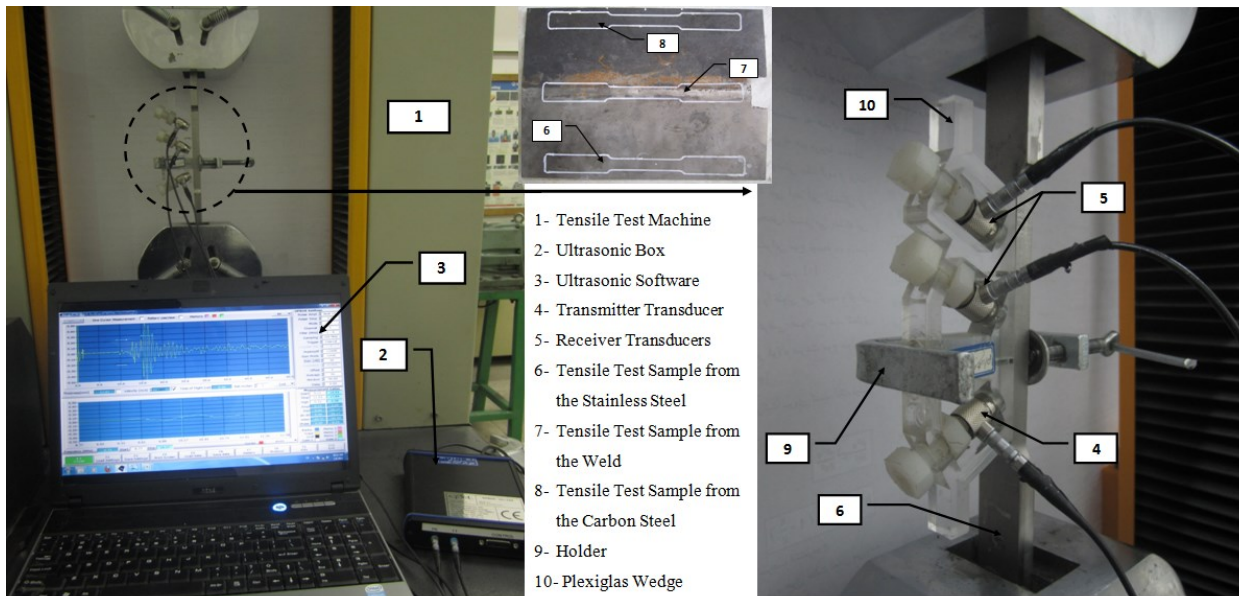 1
2
3
8
7
6
1- Tensile Test Machine
2- Ultrasonic Box
3- Ultrasonic Software
4- Transmitter Transducer
5- Receiver Transducers
6- Tensile Test Sample from
the Stainless Steel
7- Tensile Test Sample from
the Weld
8- Tensile Test Sample from
the Carbon Steel
9- Holder
10- Plexiglas Wedge
10
5
9
4
6